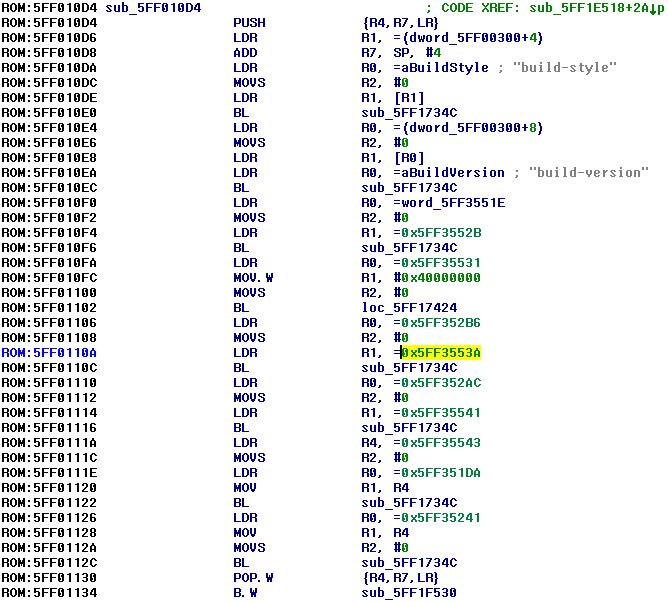 ROM:5FF010D4 sub_5FF010D4 ; CODE XREF: sub_5FF1E518+2A↓p
ROM:5FF010D4 PUSH {R4,R7,LR}
ROM:5FF010D6 LDR R1, =(dword_5FF00300+4)
ROM:5FF010D8 ADD R7, SP, #4
ROM:5FF010DA LDR R0, =aBuildStyle ; "build-style"
ROM:5FF010DC MOVS R2, #0
ROM:5FF010DE LDR R1, [R1]
ROM:5FF010E0 BL sub_5FF1734C
ROM:5FF010E4 LDR R0, =(dword_5FF00300+8)
ROM:5FF010E6 MOVS R2, #0
ROM:5FF010E8 LDR R1, [R0]
ROM:5FF010EA LDR R0, =aBuildVersion ; "build-version"
ROM:5FF010EC BL sub_5FF1734C
ROM:5FF010F0 LDR R0, =word_5FF3551E
ROM:5FF010F2 MOVS R2, #0
ROM:5FF010F4 LDR R1, =0x5FF3552B
ROM:5FF010F6 BL sub_5FF1734C
ROM:5FF010FA LDR R0, =0x5FF35531
ROM:5FF010FC MOV.W R1, #0x40000000
ROM:5FF01100 MOVS R2, #0
ROM:5FF01102 BL loc_5FF17424
ROM:5FF01106 LDR R0, =0x5FF352B6
ROM:5FF01108 MOVS R2, #0
ROM:5FF0110A LDR R1, =0x5FF3553A
ROM:5FF0110C BL sub_5FF1734C
ROM:5FF01110 LDR R0, =0x5FF352AC
ROM:5FF01112 MOVS R2, #0
ROM:5FF01114 LDR R1, =0x5FF35541
ROM:5FF01116 BL sub_5FF1734C
ROM:5FF0111A LDR R4, =0x5FF35543
ROM:5FF0111C MOVS R2, #0
ROM:5FF0111E LDR R0, =0x5FF351DA
ROM:5FF01120 MOV R1, R4
ROM:5FF01122 BL sub_5FF1734C
ROM:5FF01126 LDR R0, =0x5FF35241
ROM:5FF01128 MOV R1, R4
ROM:5FF0112A MOVS R2, #0
ROM:5FF0112C BL sub_5FF1734C
ROM:5FF01130 POP.W {R4,R7,LR}
ROM:5FF01134 B.W sub_5FF1F530